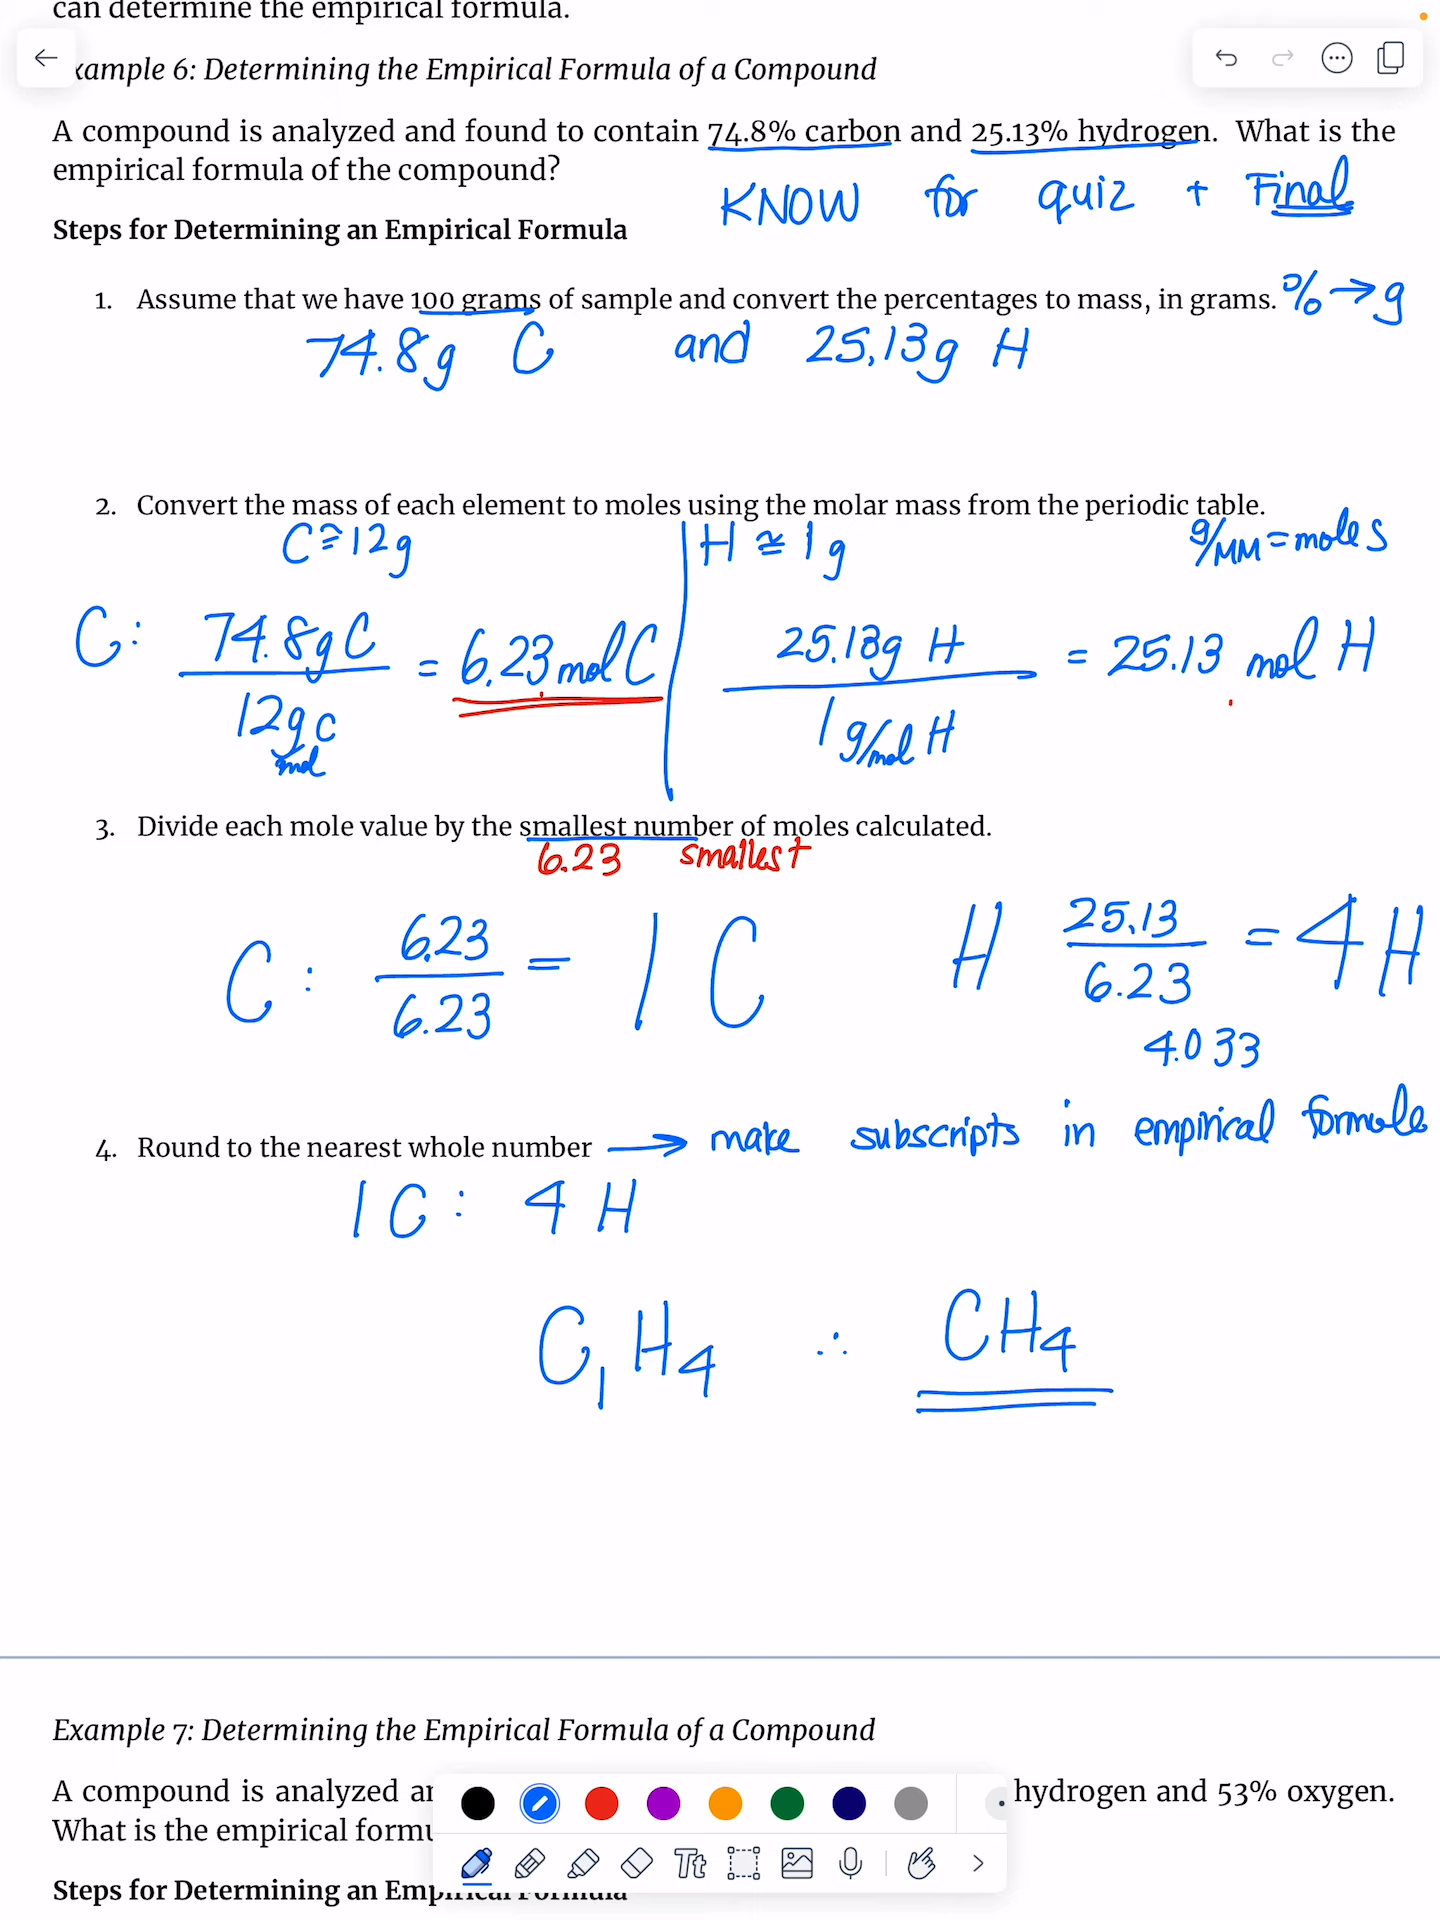 can determine the empirical formula.
xample 6: Determining the Empirical Formula of a Compound
A compound is analyzed and found to contain 74.8% carbon and 25.13% hydrogen. What is the
empirical formula of the compound?
KNOW for quiz + Final
Steps for Determining an Empirical Formula
1. Assume that we have 100 grams of sample and convert the percentages to mass, in grams. % → g
74.8g C and 25.13g H
2. Convert the mass of each element to moles using the molar mass from the periodic table.
C ≅ 12g H ≅ 1g g/MM = moles
C: 74.8g C / 12g C mol = 6.23 mol C 25.13g H / 1 g/mol H = 25.13 mol H
3. Divide each mole value by the smallest number of moles calculated.
6.23 smallest
C: 6.23 / 6.23 = 1 C H 25.13 / 6.23 = 4 H
4.033
4. Round to the nearest whole number → make subscripts in empirical formula
1 C : 4 H
C₁H₄ ∴ CH₄
Example 7: Determining the Empirical Formula of a Compound
A compound is analyzed hydrogen and 53% oxygen.
What is the empirical
Tt
Steps for Determining an Empirical Formula